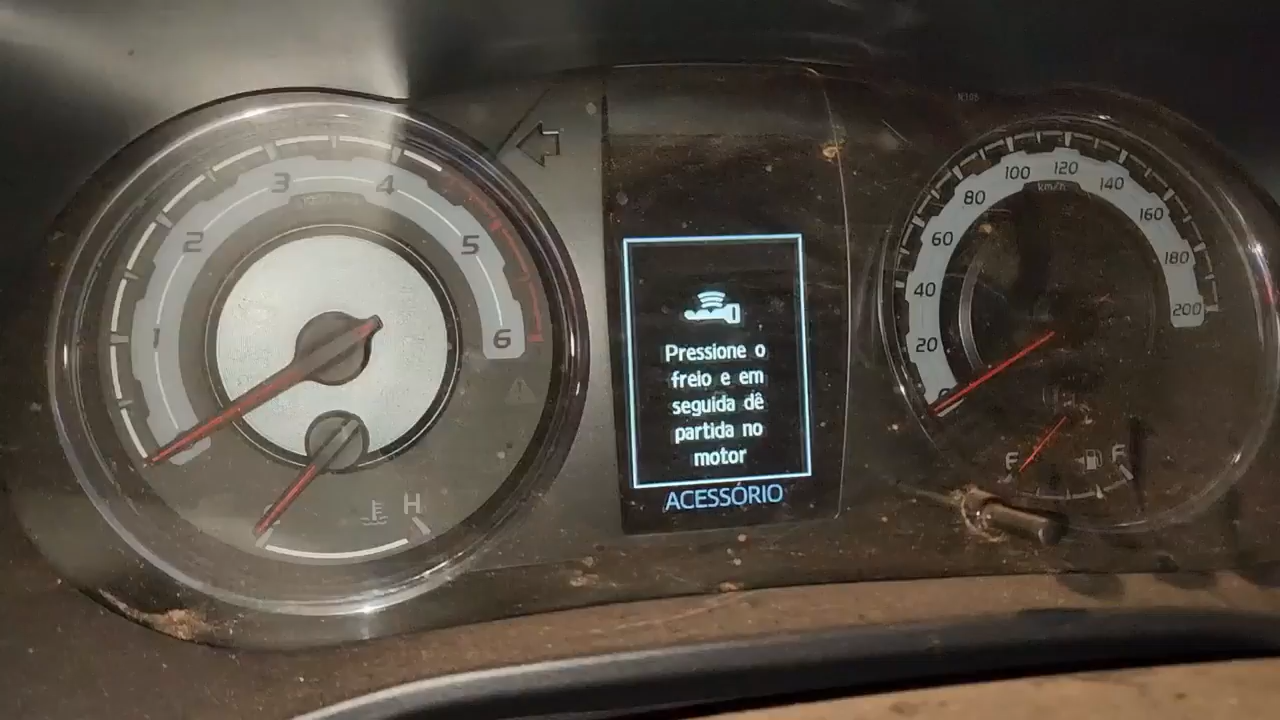 1
2
3
4
5
6
H
Pressione o
freio e em
seguida dê
partida no
motor
ACESSÓRIO
0
20
40
60
80
100
120
140
160
180
200
km/h
E
F